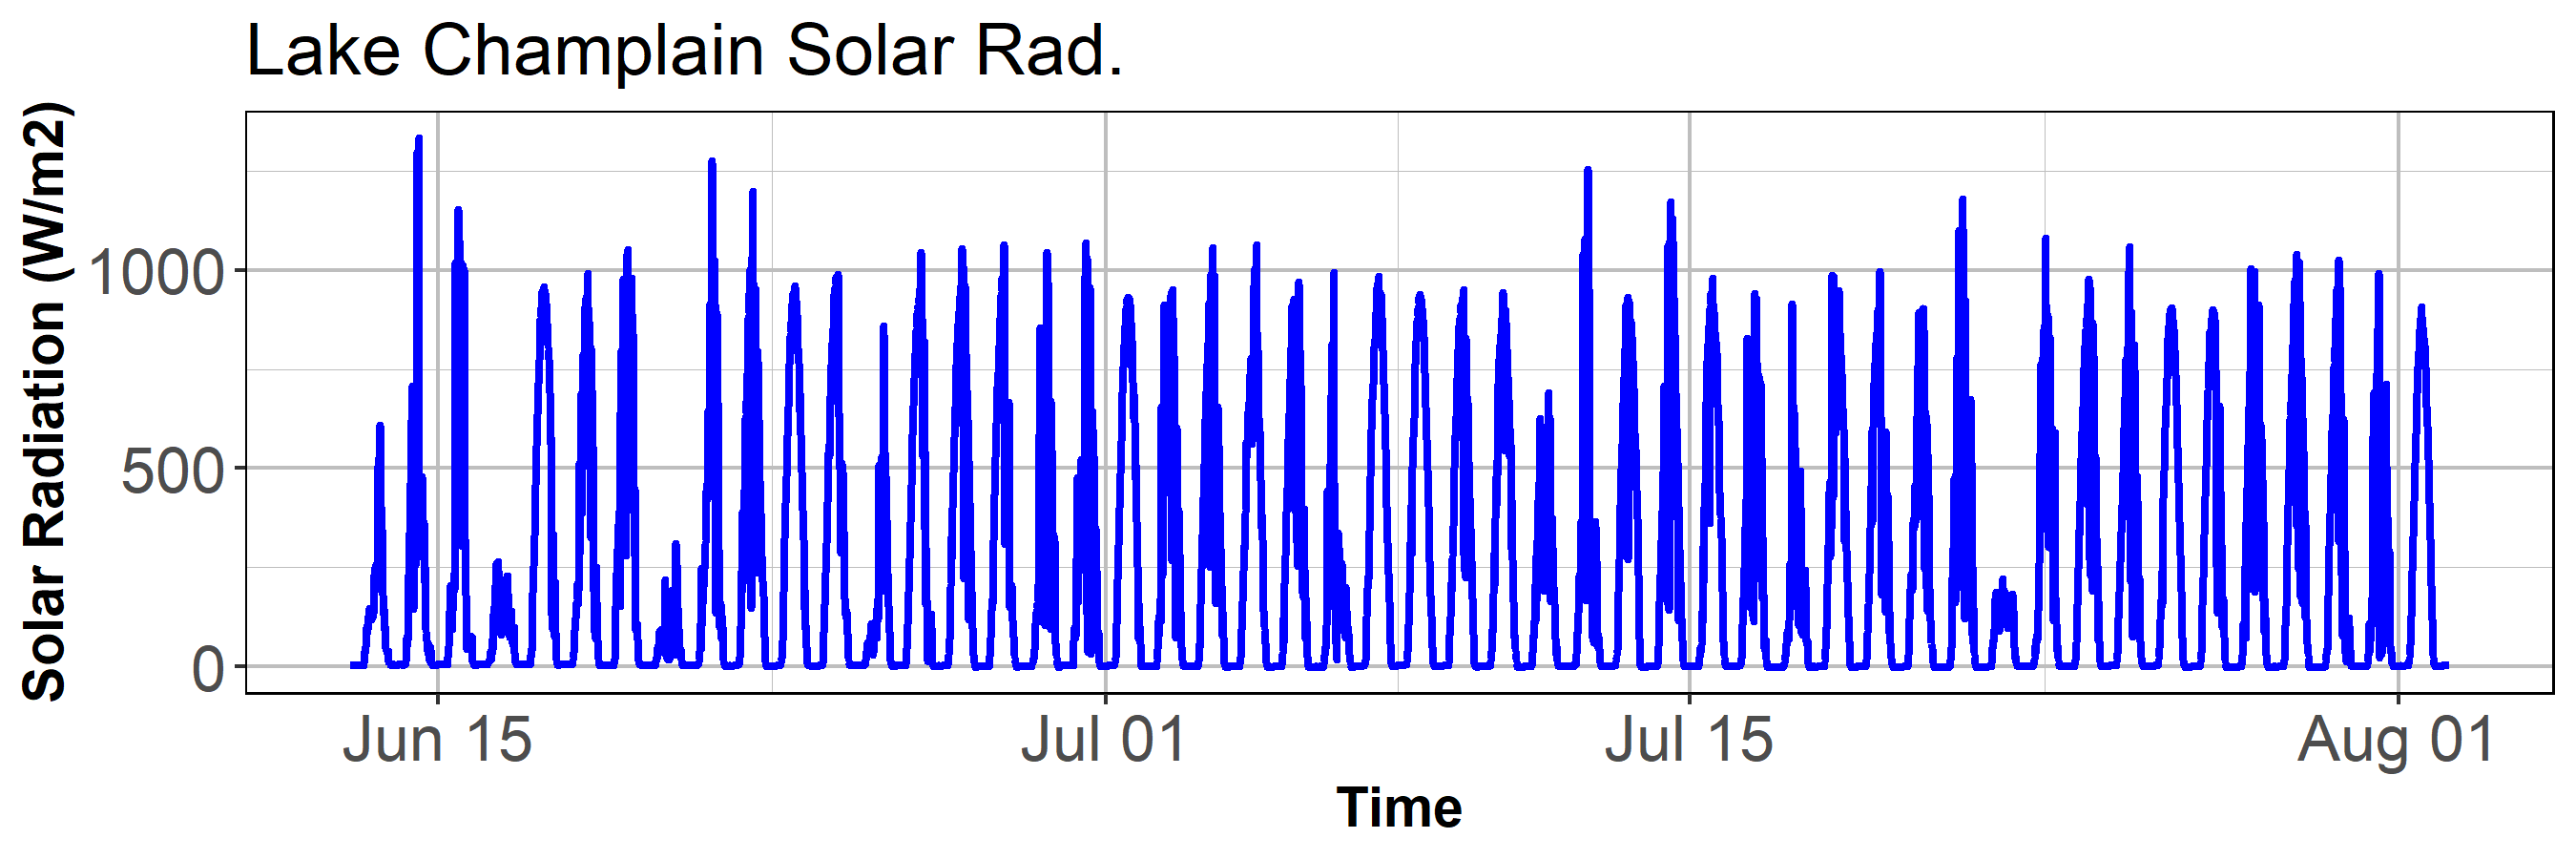 Lake Champlain Solar Rad.
Solar Radiation (W/m2)
1000
500
0
Jun 15
Jul 01
Jul 15
Aug 01
Time